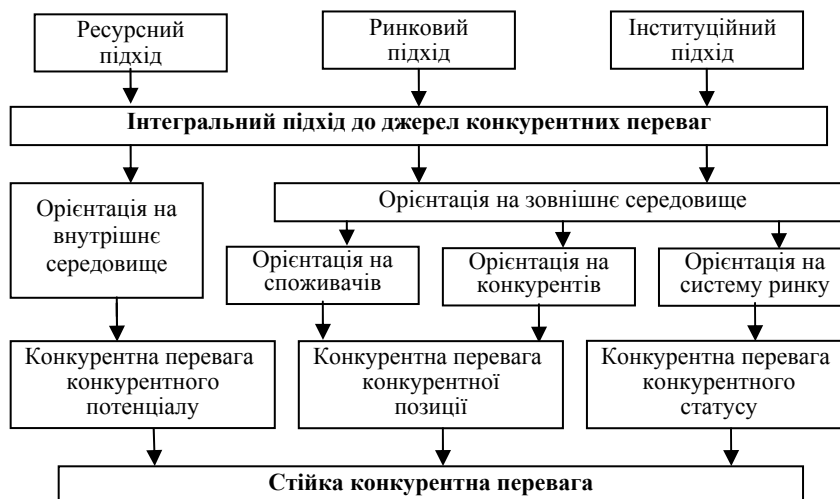 Ресурсний
підхід
Ринковий
підхід
Інституційний
підхід
Інтегральний підхід до джерел конкурентних переваг
Орієнтація на
внутрішнє
середовище
Орієнтація на зовнішнє середовище
Орієнтація на
споживачів
Орієнтація на
конкурентів
Орієнтація на
систему ринку
Конкурентна перевага
конкурентного
потенціалу
Конкурентна перевага
конкурентної
позиції
Конкурентна перевага
конкурентного
статусу
Стійка конкурентна перевага